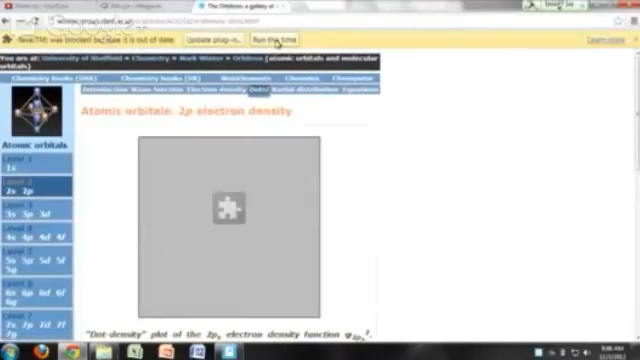 The Orbitron: a gallery of
Java(TM) was blocked because it is out of date.
Update plug-in...
Run this time
Learn more
You are at: University of Sheffield » Chemistry » Mark Winter » Orbitron (atomic orbitals and molecular orbitals)
Chemistry books (USA)
Chemistry books (UK)
WebElements
Chemdex
Chemputer
Introduction
Wave function
Electron density
Dots!
Radial distribution
Equations
Atomic orbitals: 2p electron density
Atomic orbitals
Level 1
1s
Level 2
2s 2p
Level 3
3s 3p 3d
Level 4
4s 4p 4d 4f
Level 5
5s 5p 5d 5f
5g
Level 6
6s 6p 6d 6f
6g
Level 7
7s 7p 7d 7f
7g
"Dot-density" plot of the 2pₓ electron density function ψ2pₓ².